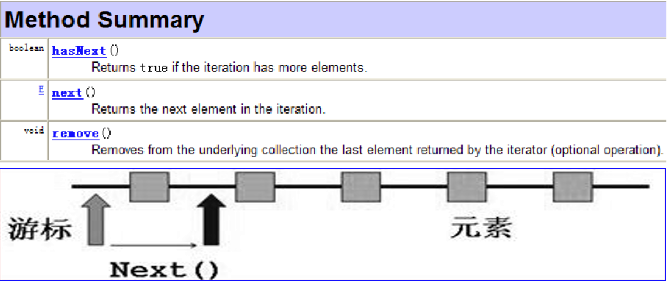 Method Summary
boolean hasNext()
Returns true if the iteration has more elements.
E next()
Returns the next element in the iteration.
void remove()
Removes from the underlying collection the last element returned by the iterator (optional operation).
游标 元素
Next()